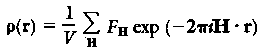 ρ(r) = 1/V ∑_H F_H exp (−2πiH · r)